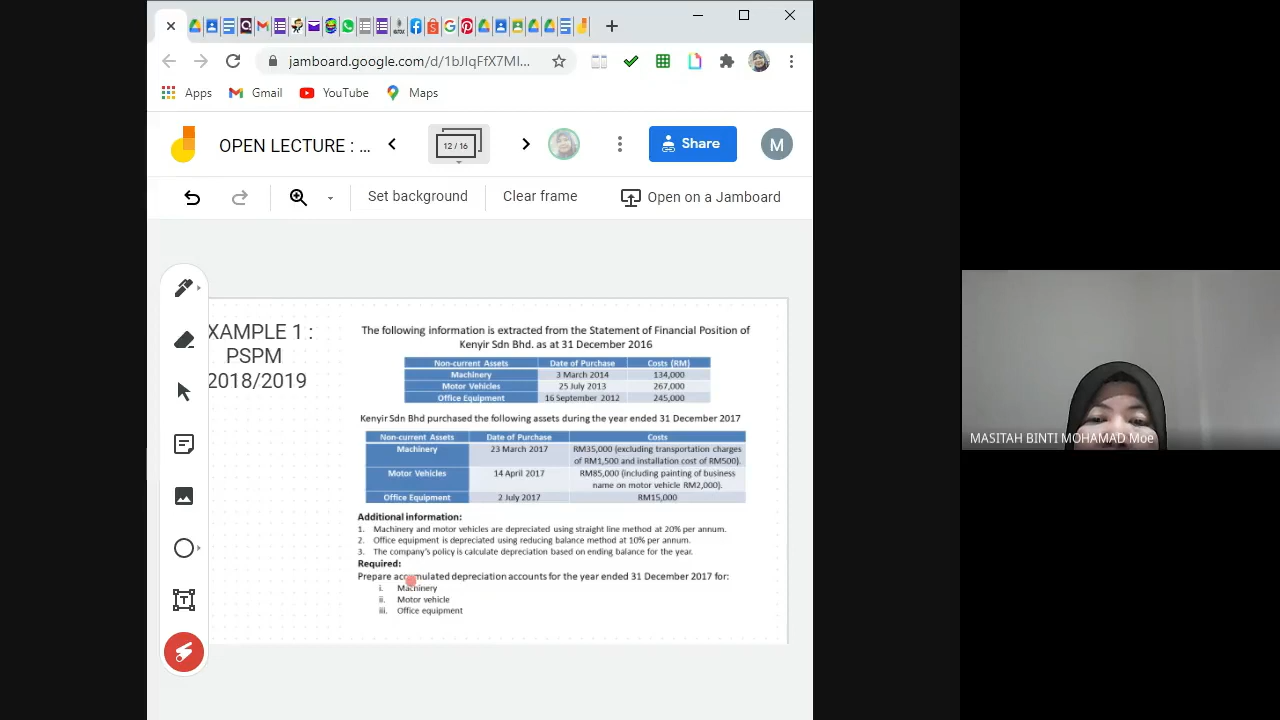 jamboard.google.com/d/1bJIqFfX7MI...
Apps
Gmail
YouTube
Maps
OPEN LECTURE : ...
12 / 16
Share
M
Set background
Clear frame
Open on a Jamboard
XAMPLE 1 :
PSPM
2018/2019
The following information is extracted from the Statement of Financial Position of
Kenyir Sdn Bhd. as at 31 December 2016
Non-current Assets Date of Purchase Costs (RM)
Machinery 3 March 2014 134,000
Motor Vehicles 25 July 2013 267,000
Office Equipment 16 September 2012 245,000
Kenyir Sdn Bhd purchased the following assets during the year ended 31 December 2017
Non-current Assets Date of Purchase Costs
Machinery 23 March 2017 RM35,000 (excluding transportation charges
of RM1,500 and installation cost of RM500).
Motor Vehicles 14 April 2017 RM85,000 (including painting of business
name on motor vehicle RM2,000).
Office Equipment 2 July 2017 RM15,000
Additional information:
1. Machinery and motor vehicles are depreciated using straight line method at 20% per annum.
2. Office equipment is depreciated using reducing balance method at 10% per annum.
3. The company's policy is calculate depreciation based on ending balance for the year.
Required:
Prepare accumulated depreciation accounts for the year ended 31 December 2017 for:
i. Machinery
ii. Motor vehicle
iii. Office equipment
MASITAH BINTI MOHAMAD Moe